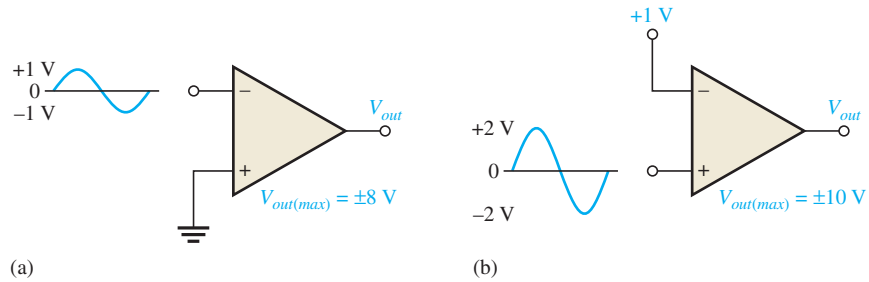 +1 V
0
−1 V
−
+
V_out
V_out(max) = ±8 V
(a)
+1 V
+2 V
0
−2 V
−
+
V_out
V_out(max) = ±10 V
(b)